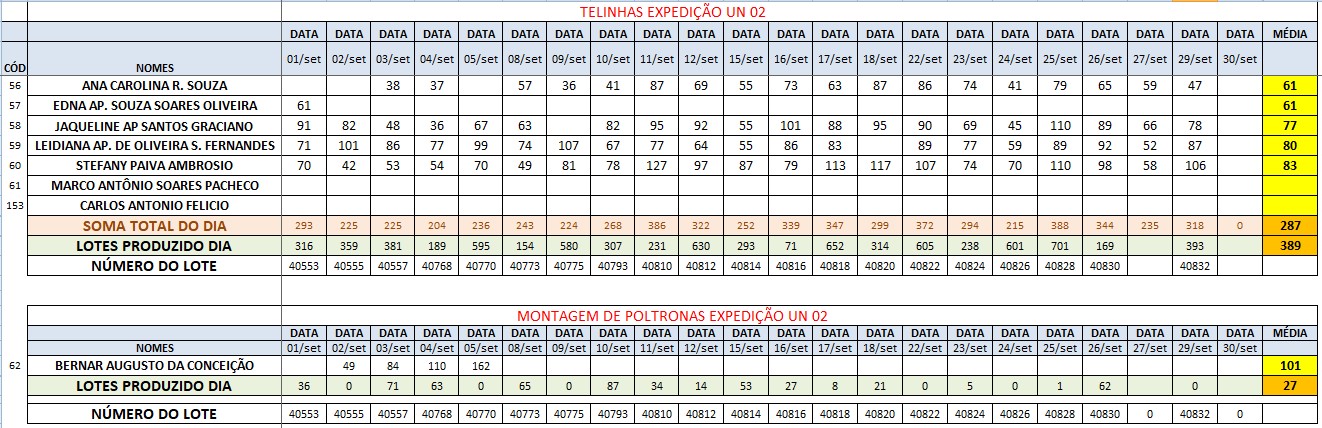 TELINHAS EXPEDIÇÃO UN 02
DATA DATA DATA DATA DATA DATA DATA DATA DATA DATA DATA DATA DATA DATA DATA DATA DATA DATA DATA DATA DATA DATA MÉDIA
CÓD NOMES 01/set 02/set 03/set 04/set 05/set 08/set 09/set 10/set 11/set 12/set 15/set 16/set 17/set 18/set 22/set 23/set 24/set 25/set 26/set 27/set 29/set 30/set
56 ANA CAROLINA R. SOUZA 38 37 57 36 41 87 69 55 73 63 87 86 74 41 79 65 59 47 61
57 EDNA AP. SOUZA SOARES OLIVEIRA 61 61
58 JAQUELINE AP SANTOS GRACIANO 91 82 48 36 67 63 82 95 92 55 101 88 95 90 69 45 110 89 66 78 77
59 LEIDIANA AP. DE OLIVEIRA S. FERNANDES 71 101 86 77 99 74 107 67 77 64 55 86 83 89 77 59 89 92 52 87 80
60 STEFANY PAIVA AMBROSIO 70 42 53 54 70 49 81 78 127 97 87 79 113 117 107 74 70 110 98 58 106 83
61 MARCO ANTÔNIO SOARES PACHECO
153 CARLOS ANTONIO FELICIO
SOMA TOTAL DO DIA 293 225 225 204 236 243 224 268 386 322 252 339 347 299 372 294 215 388 344 235 318 0 287
LOTES PRODUZIDO DIA 316 359 381 189 595 154 580 307 231 630 293 71 652 314 605 238 601 701 169 393 389
NÚMERO DO LOTE 40553 40555 40557 40768 40770 40773 40775 40793 40810 40812 40814 40816 40818 40820 40822 40824 40826 40828 40830 40832
MONTAGEM DE POLTRONAS EXPEDIÇÃO UN 02
DATA DATA DATA DATA DATA DATA DATA DATA DATA DATA DATA DATA DATA DATA DATA DATA DATA DATA DATA DATA DATA DATA MÉDIA
NOMES 01/set 02/set 03/set 04/set 05/set 08/set 09/set 10/set 11/set 12/set 15/set 16/set 17/set 18/set 22/set 23/set 24/set 25/set 26/set 27/set 29/set 30/set
62 BERNAR AUGUSTO DA CONCEIÇÃO 49 84 110 162 101
LOTES PRODUZIDO DIA 36 0 71 63 0 65 0 87 34 14 53 27 8 21 0 5 0 1 62 0 27
NÚMERO DO LOTE 40553 40555 40557 40768 40770 40773 40775 40793 40810 40812 40814 40816 40818 40820 40822 40824 40826 40828 40830 0 40832 0